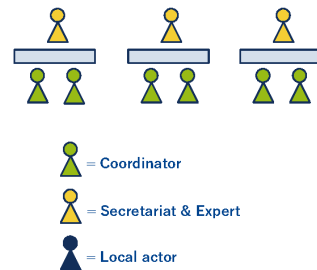 = Coordinator
= Secretariat & Expert
= Local actor